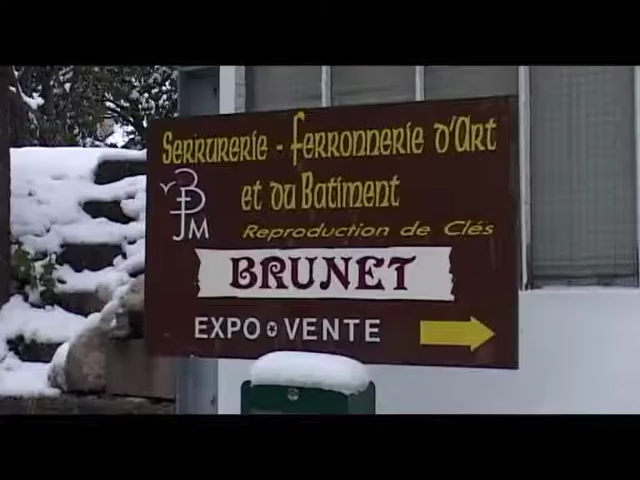 Serrurerie - Ferronnerie d'Art
et du Batiment
Reproduction de Clés
BRUNET
EXPO VENTE